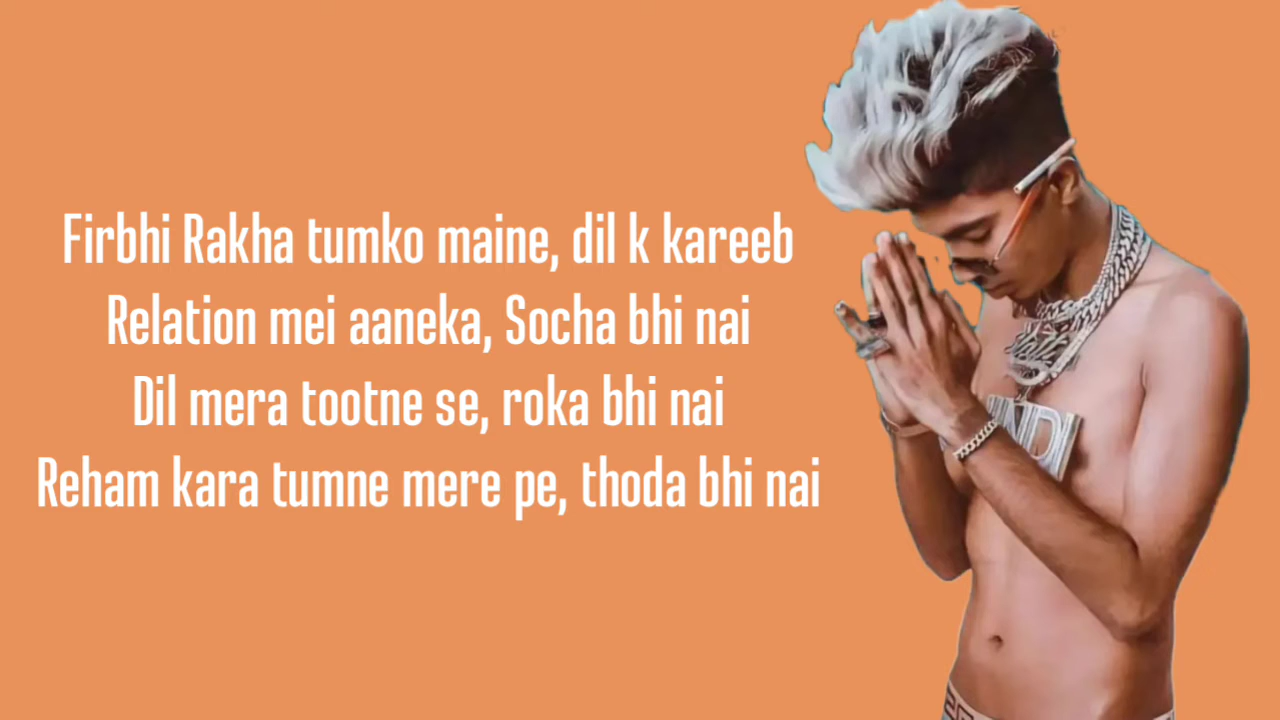 Firbhi Rakha tumko maine, dil k kareeb
Relation mei aaneka, Socha bhi nai
Dil mera tootne se, roka bhi nai
Reham kara tumne mere pe, thoda bhi nai